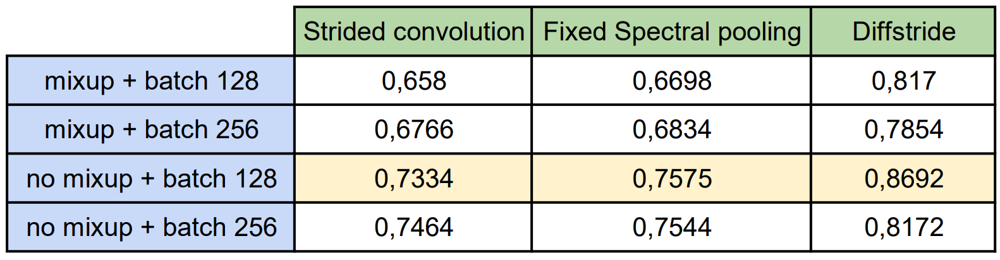 Strided convolution Fixed Spectral pooling Diffstride
mixup + batch 128 0,658 0,6698 0,817
mixup + batch 256 0,6766 0,6834 0,7854
no mixup + batch 128 0,7334 0,7575 0,8692
no mixup + batch 256 0,7464 0,7544 0,8172